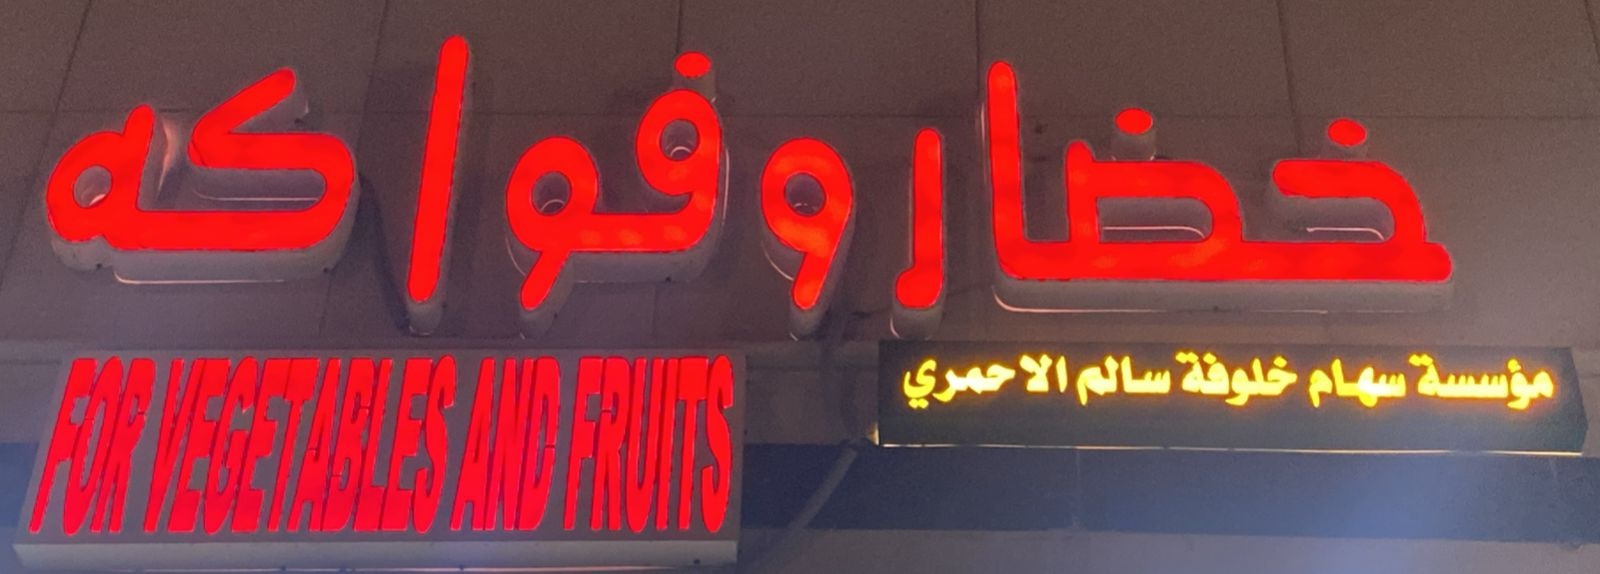 خضار وفواكه
مؤسسة سهام خلوفة سالم الاحمري
FOR VEGETABLES AND FRUITS